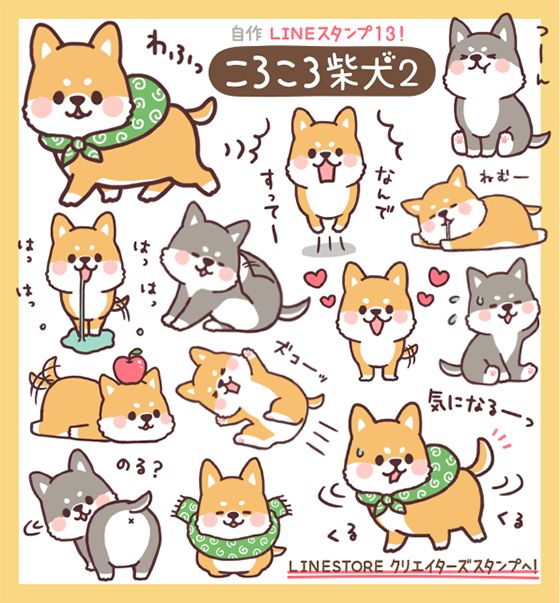 自作 LINEスタンプ13!
ころころ柴犬2
わふっ
つーん
なんで
すってー
ねむー
はっ
はっ
はっ
はっ
ズコーッ
気になるーっ
のる?
くる
くる
LINESTORE クリエイターズスタンプへ!